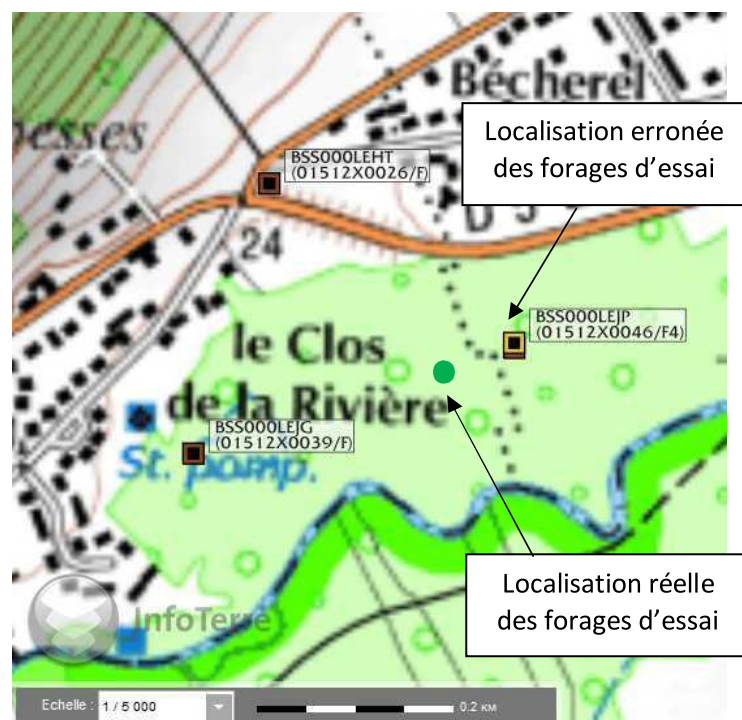 Bécherel
Localisation erronée
des forages d’essai
BSS000LEHT
(01512X0026/F)
24
BSS000LEJP
(01512X0046/F4)
le Clos
de la Rivière
BSS000LEJG
(01512X0039/F)
St. pomp.
Localisation réelle
des forages d’essai
InfoTerre
Echelle : 1 / 5 000
0.2 KM